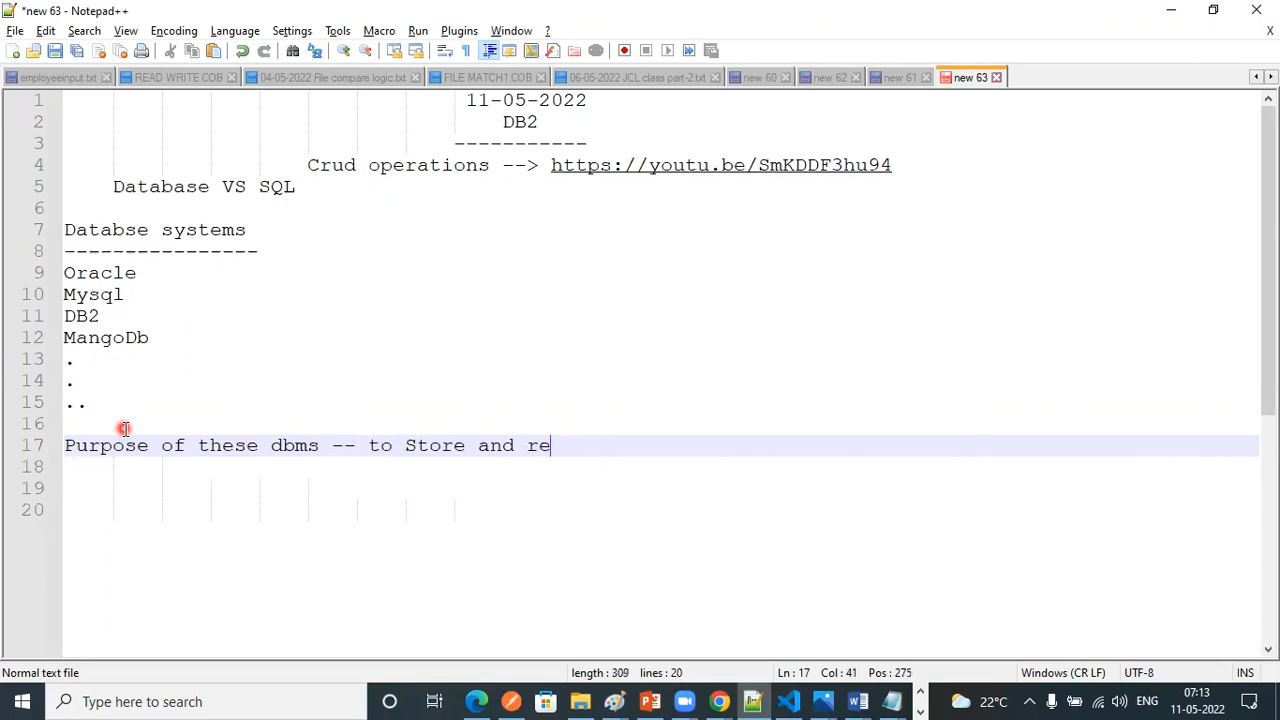 *new 63 - Notepad++
File Edit Search View Encoding Language Settings Tools Macro Run Plugins Window ?
X
employeeinput.txt READ WRITE COB 04-05-2022 File compare logic.txt FILE MATCH1 COB 06-05-2022 JCL class part-2.txt new 60 new 62 new 61 new 63
1 11-05-2022
2 DB2
3 -----------
4 Crud operations --> https://youtu.be/SmKDDF3hu94
5 Database VS SQL
6
7 Databse systems
8 ----------------
9 Oracle
10 Mysql
11 DB2
12 MangoDb
13 .
14 .
15 ..
16
17 Purpose of these dbms -- to Store and re
18
19
20
Normal text file length : 309 lines : 20 Ln : 17 Col : 41 Pos : 275 Windows (CR LF) UTF-8 INS
Type here to search 22°C ENG 07:13
11-05-2022